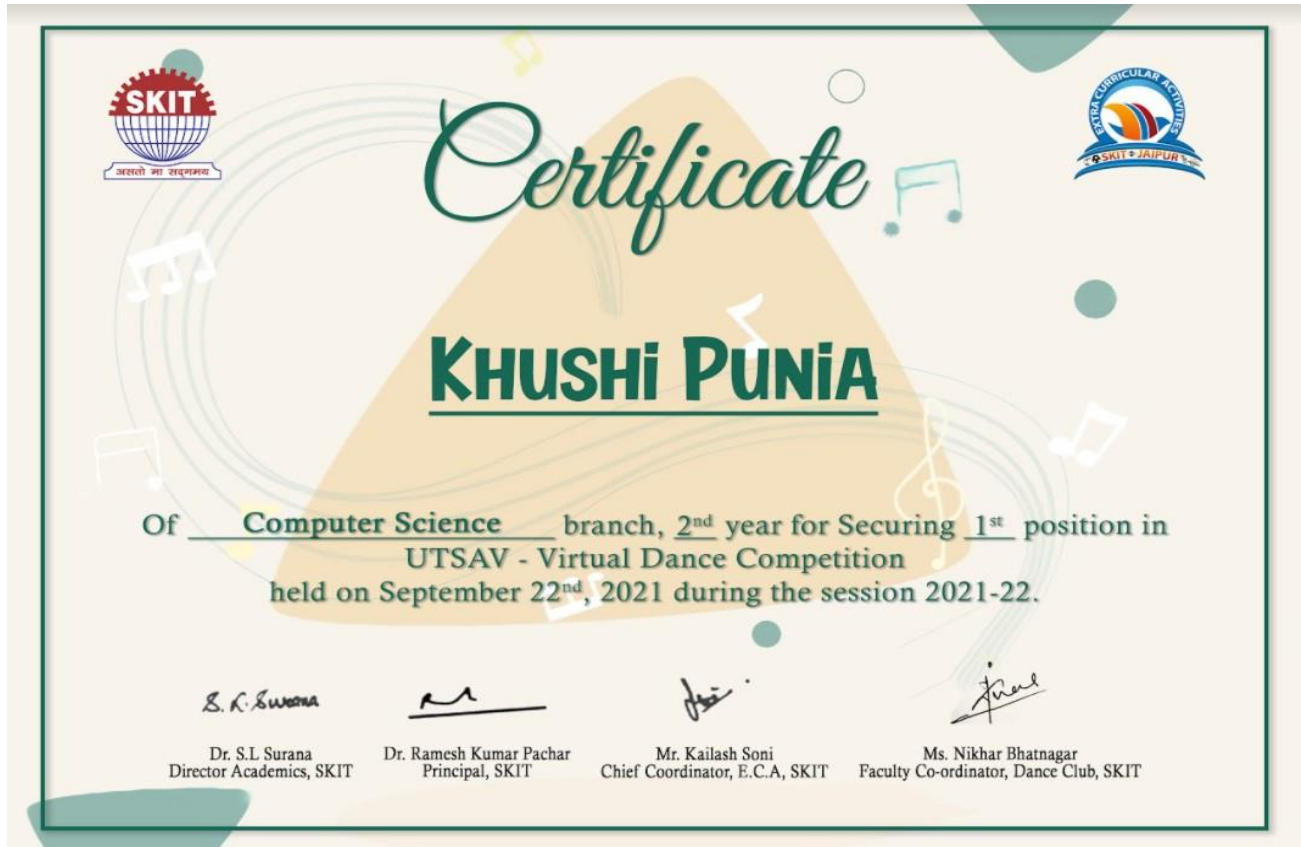 SKIT
असतो मा सद्गमय
EXTRA CURRICULAR ACTIVITIES
SKIT JAIPUR
Certificate
KHUSHi PUNiA
Of Computer Science branch, 2nd year for Securing 1st position in
UTSAV - Virtual Dance Competition
held on September 22nd, 2021 during the session 2021-22.
S. L. Surana
Dr. S.L Surana
Director Academics, SKIT
Dr. Ramesh Kumar Pachar
Principal, SKIT
Mr. Kailash Soni
Chief Coordinator, E.C.A, SKIT
Ms. Nikhar Bhatnagar
Faculty Co-ordinator, Dance Club, SKIT